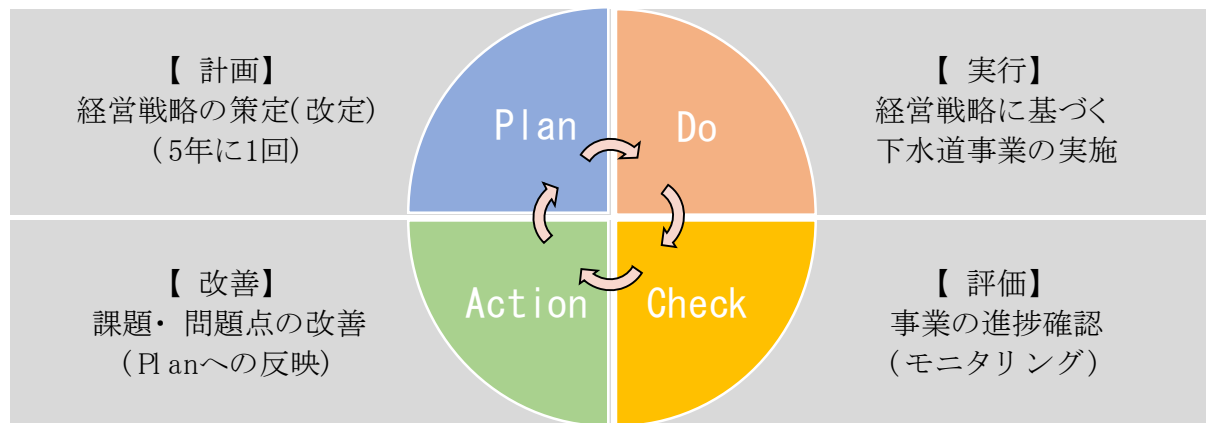 【計画】
経営戦略の策定(改定)
(5年に1回)
Plan
Do
【実行】
経営戦略に基づく
下水道事業の実施
【改善】
課題・問題点の改善
(Planへの反映)
Action
Check
【評価】
事業の進捗確認
(モニタリング)